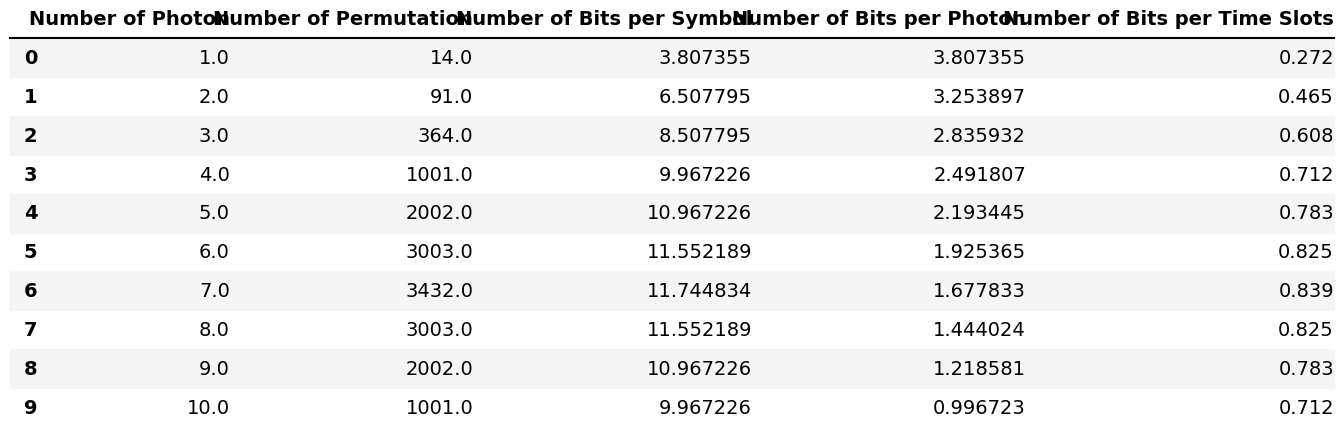 Number of Photon Number of Permutation Number of Bits per Symbol Number of Bits per Photon Number of Bits per Time Slots
0 1.0 14.0 3.807355 3.807355 0.272
1 2.0 91.0 6.507795 3.253897 0.465
2 3.0 364.0 8.507795 2.835932 0.608
3 4.0 1001.0 9.967226 2.491807 0.712
4 5.0 2002.0 10.967226 2.193445 0.783
5 6.0 3003.0 11.552189 1.925365 0.825
6 7.0 3432.0 11.744834 1.677833 0.839
7 8.0 3003.0 11.552189 1.444024 0.825
8 9.0 2002.0 10.967226 1.218581 0.783
9 10.0 1001.0 9.967226 0.996723 0.712